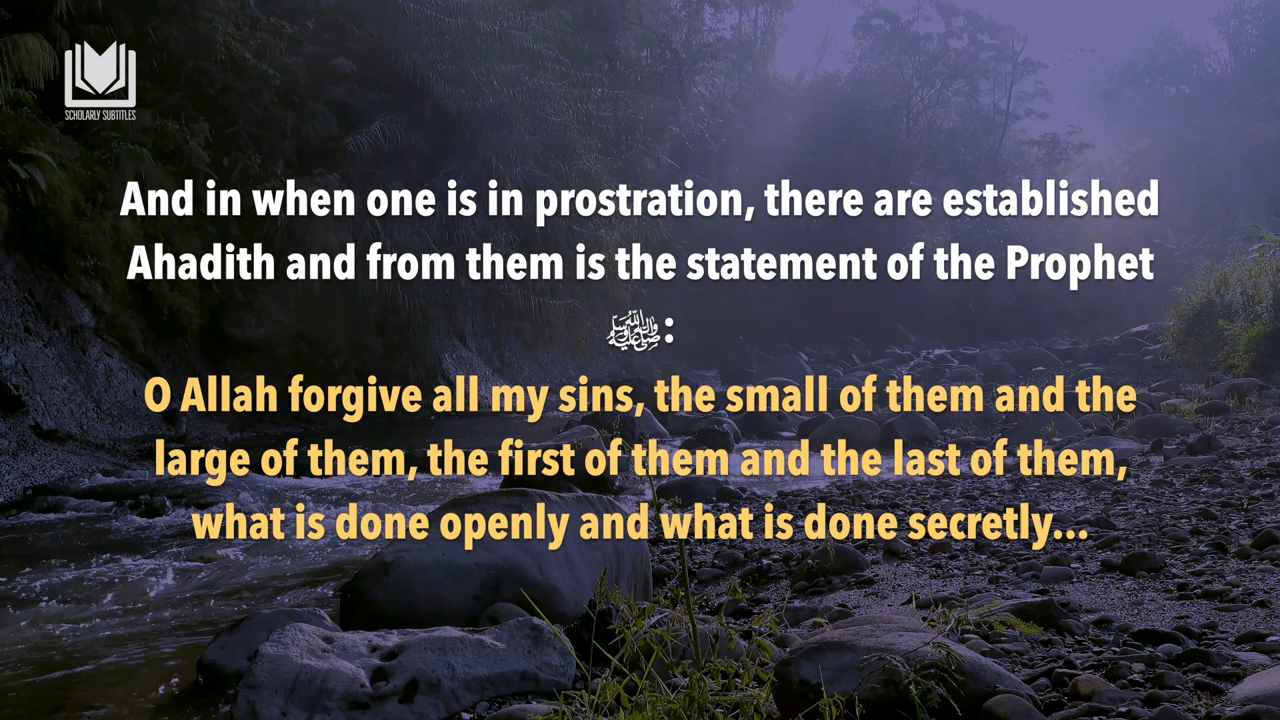 SCHOLARLY SUBTITLES
And in when one is in prostration, there are established
Ahadith and from them is the statement of the Prophet
ﷺ:
O Allah forgive all my sins, the small of them and the
large of them, the first of them and the last of them,
what is done openly and what is done secretly...